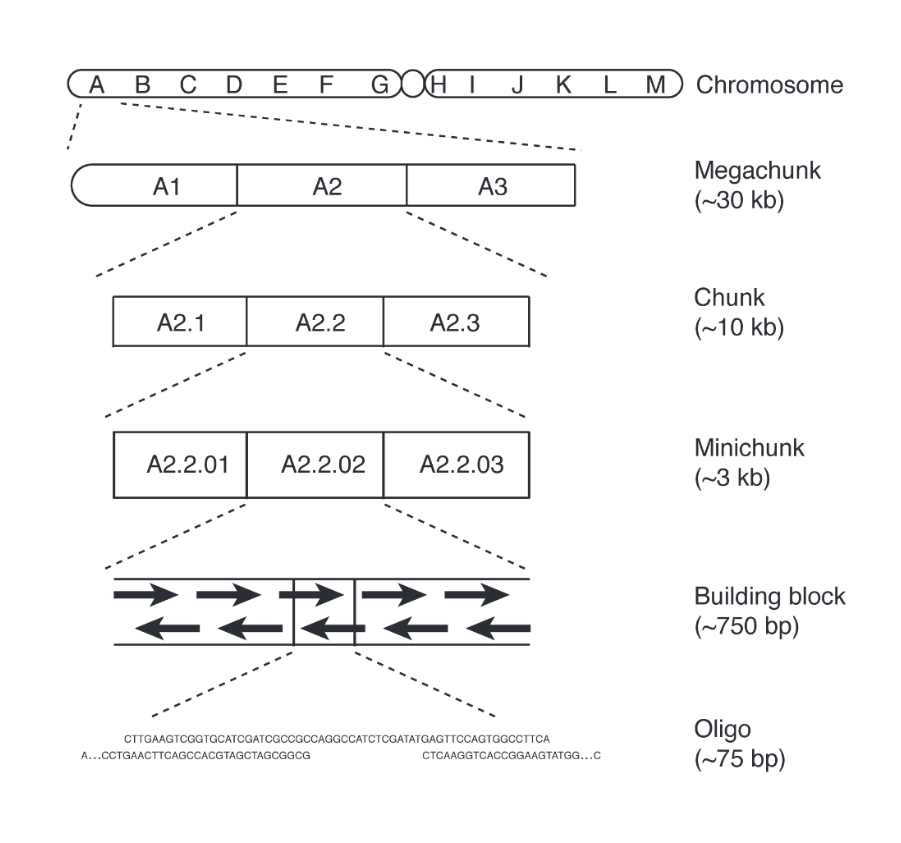 A B C D E F G H I J K L M Chromosome
A1 A2 A3 Megachunk
(~30 kb)
A2.1 A2.2 A2.3 Chunk
(~10 kb)
A2.2.01 A2.2.02 A2.2.03 Minichunk
(~3 kb)
Building block
(~750 bp)
Oligo
(~75 bp)
CTTGAAGTCGGTGCATCGATCGCCGCCAGGCCATCTCGATATGAGTTCCAGTGGCCTTCA
A...CCTGAACTTCAGCCACGTAGCTAGCGGCG CTCAAGGTCACCGGAAGTATGG...C